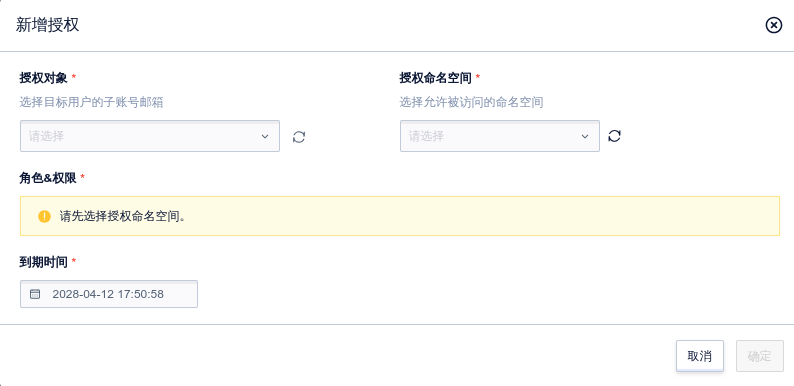 新增授权
授权对象 *
授权命名空间 *
选择目标用户的子账号邮箱
选择允许被访问的命名空间
请选择
请选择
角色&权限 *
请先选择授权命名空间。
到期时间 *
2028-04-12 17:50:58
取消
确定